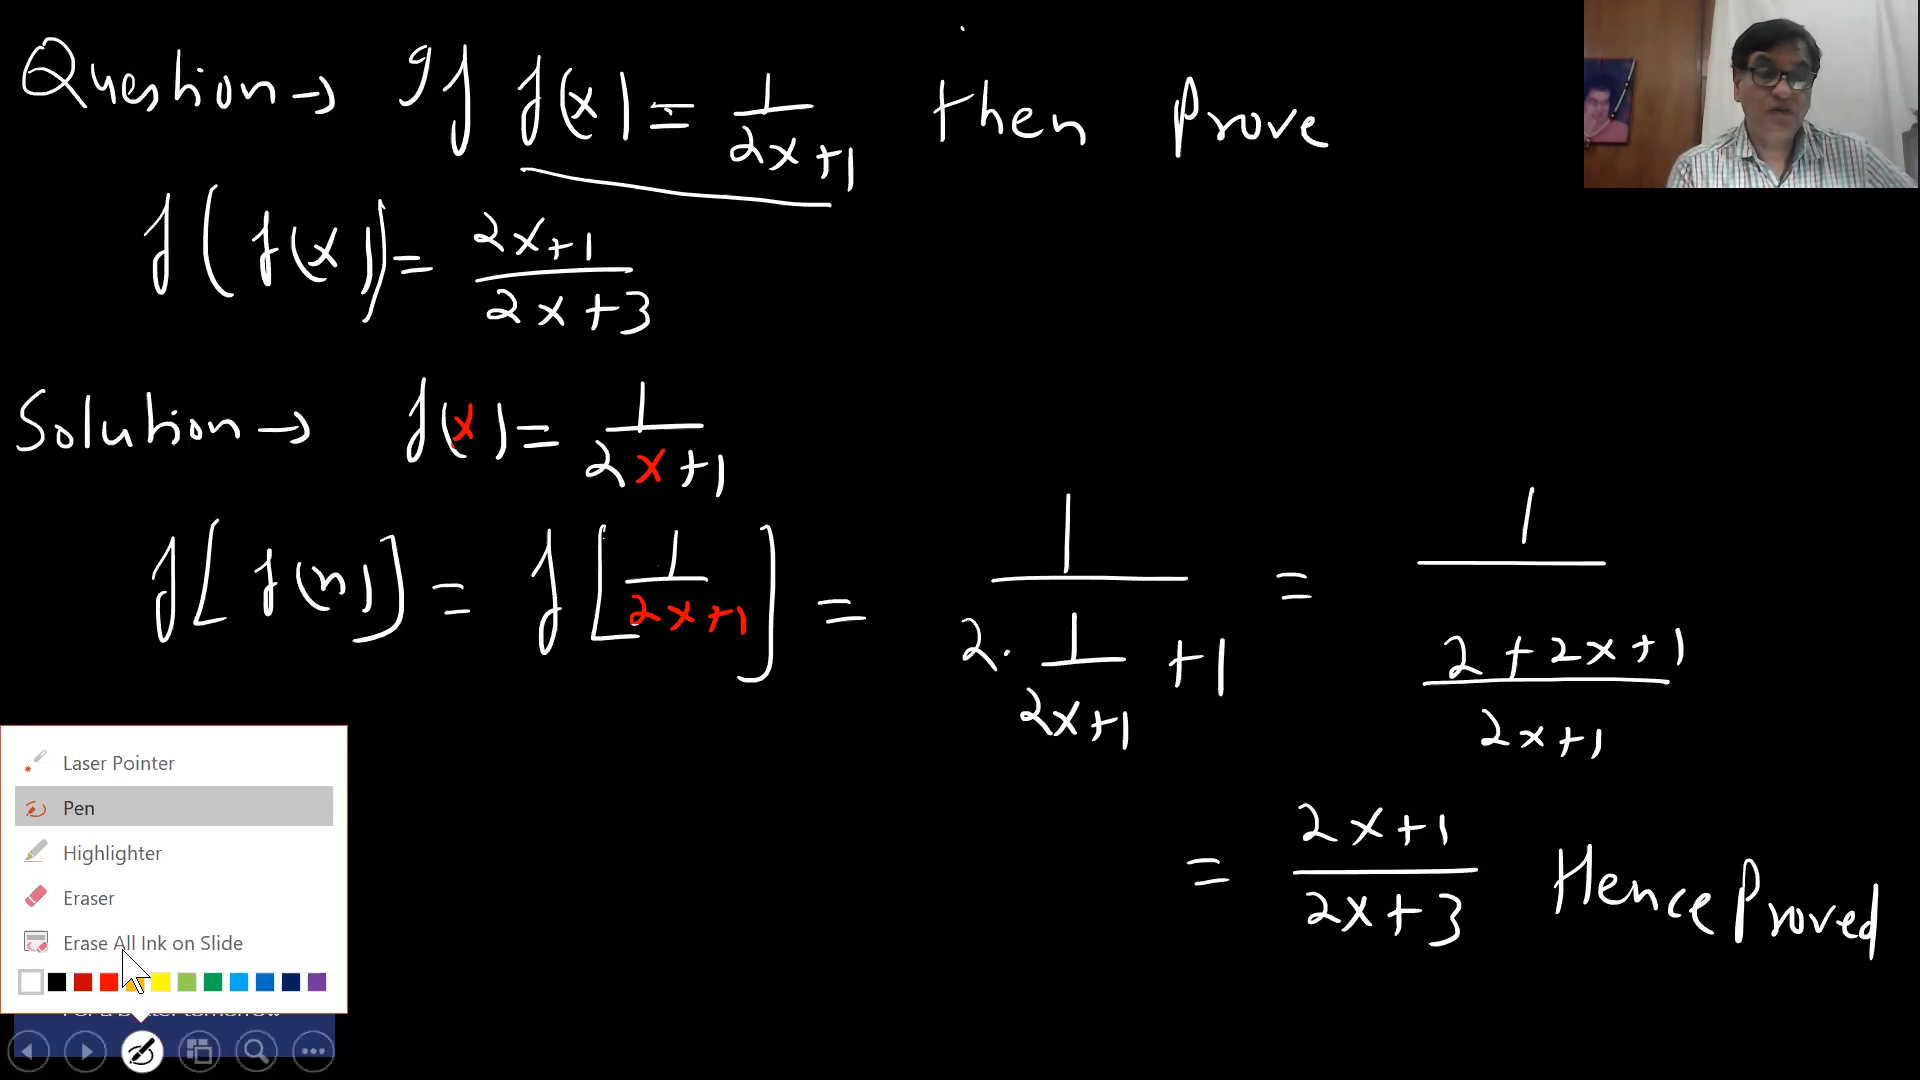 Question → If f(x) = 1/(2x+1) then Prove
f(f(x)) = (2x+1)/(2x+3)
Solution → f(x) = 1/(2x+1)
f[f(x)] = f[1/(2x+1)] = 1/(2·1/(2x+1) +1) = 1/((2+2x+1)/(2x+1))
= (2x+1)/(2x+3) Hence Proved
Laser Pointer
Pen
Highlighter
Eraser
Erase All Ink on Slide